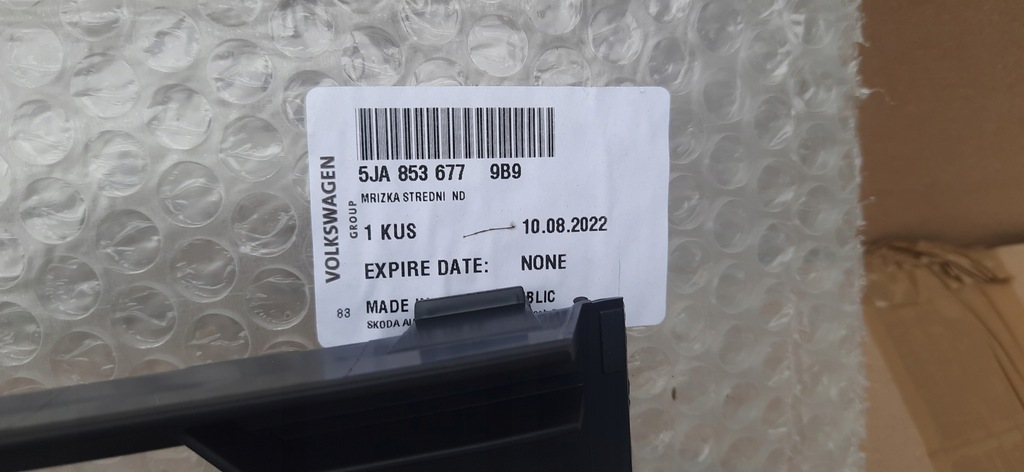 VOLKSWAGEN
GROUP
5JA 853 677 9B9
MRIZKA STREDNI ND
1 KUS 10.08.2022
EXPIRE DATE: NONE
83 MADE BLIC
SKODA